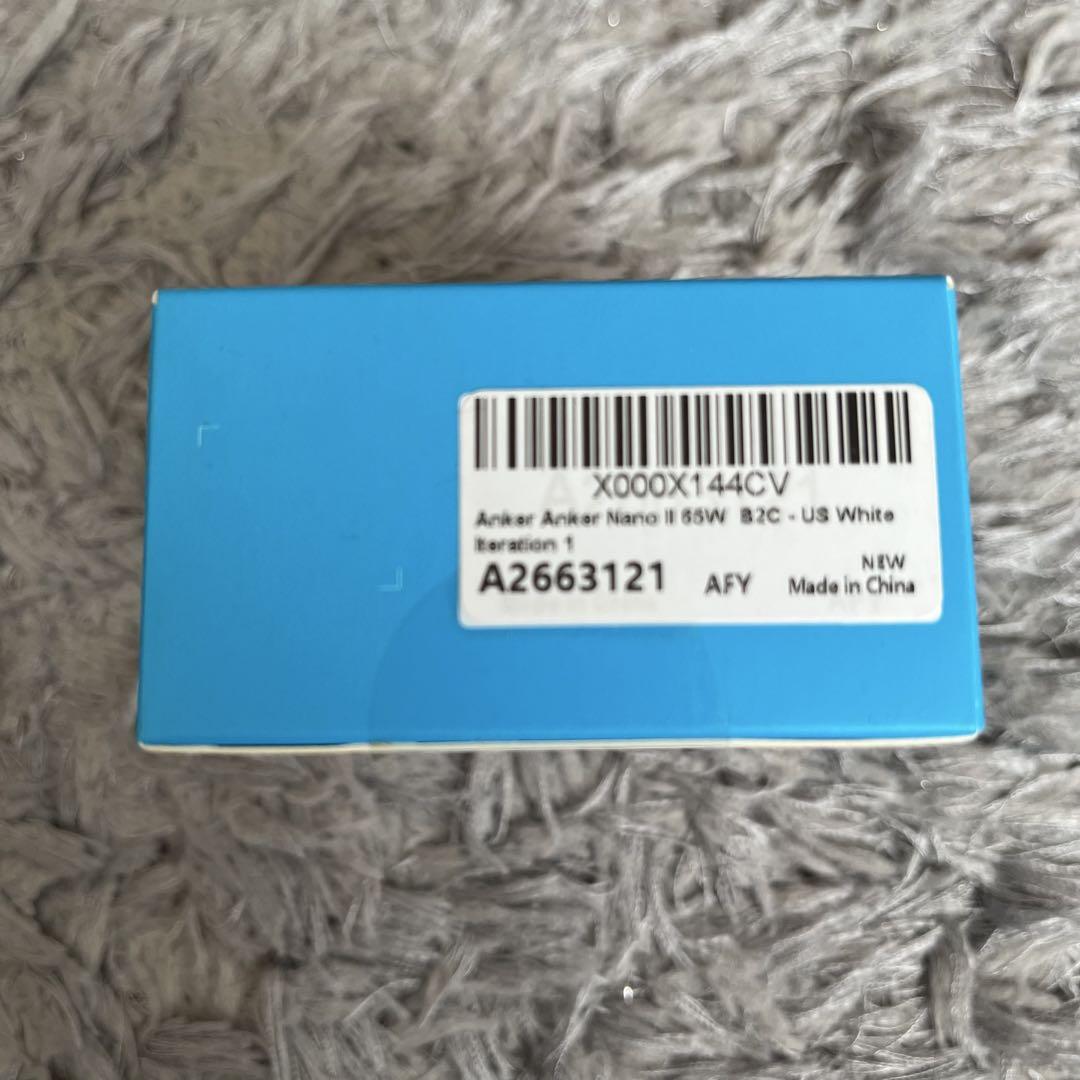 X000X144CV
Anker Anker Nano II 65W B2C - US White
Iteration 1
NEW
A2663121 AFY Made in China